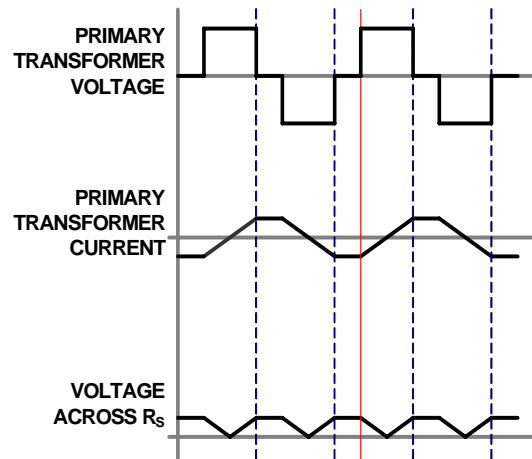 PRIMARY
TRANSFORMER
VOLTAGE
PRIMARY
TRANSFORMER
CURRENT
VOLTAGE
ACROSS RS